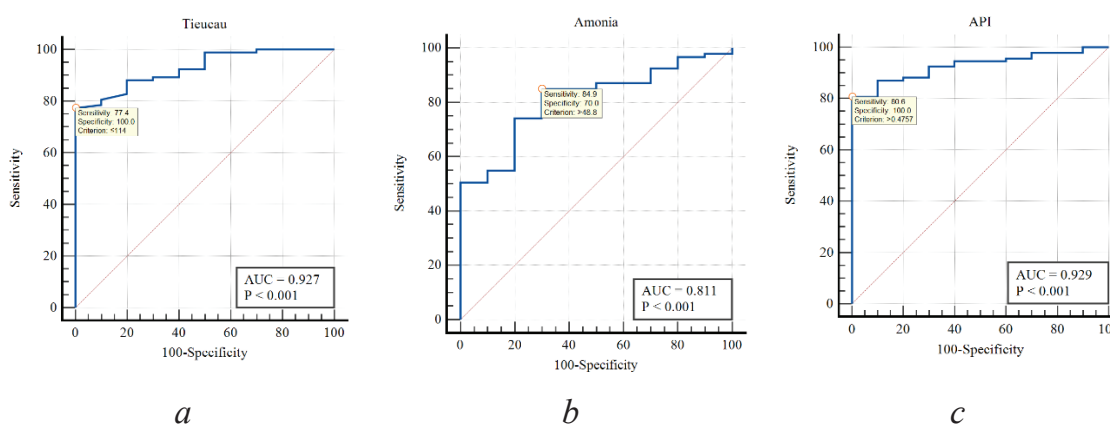 Tieucau
Sensitivity
100
80
60
40
20
0
Sensitivity: 77.4
Specificity: 100.0
Criterion: ≤114
AUC = 0.927
P < 0.001
0 20 40 60 80 100
100-Specificity
a
Amonia
Sensitivity
100
80
60
40
20
0
Sensitivity: 84.9
Specificity: 70.0
Criterion: >48.8
AUC = 0.811
P < 0.001
0 20 40 60 80 100
100-Specificity
b
API
Sensitivity
100
80
60
40
20
0
Sensitivity: 80.6
Specificity: 100.0
Criterion: >0.4757
AUC = 0.929
P < 0.001
0 20 40 60 80 100
100-Specificity
c